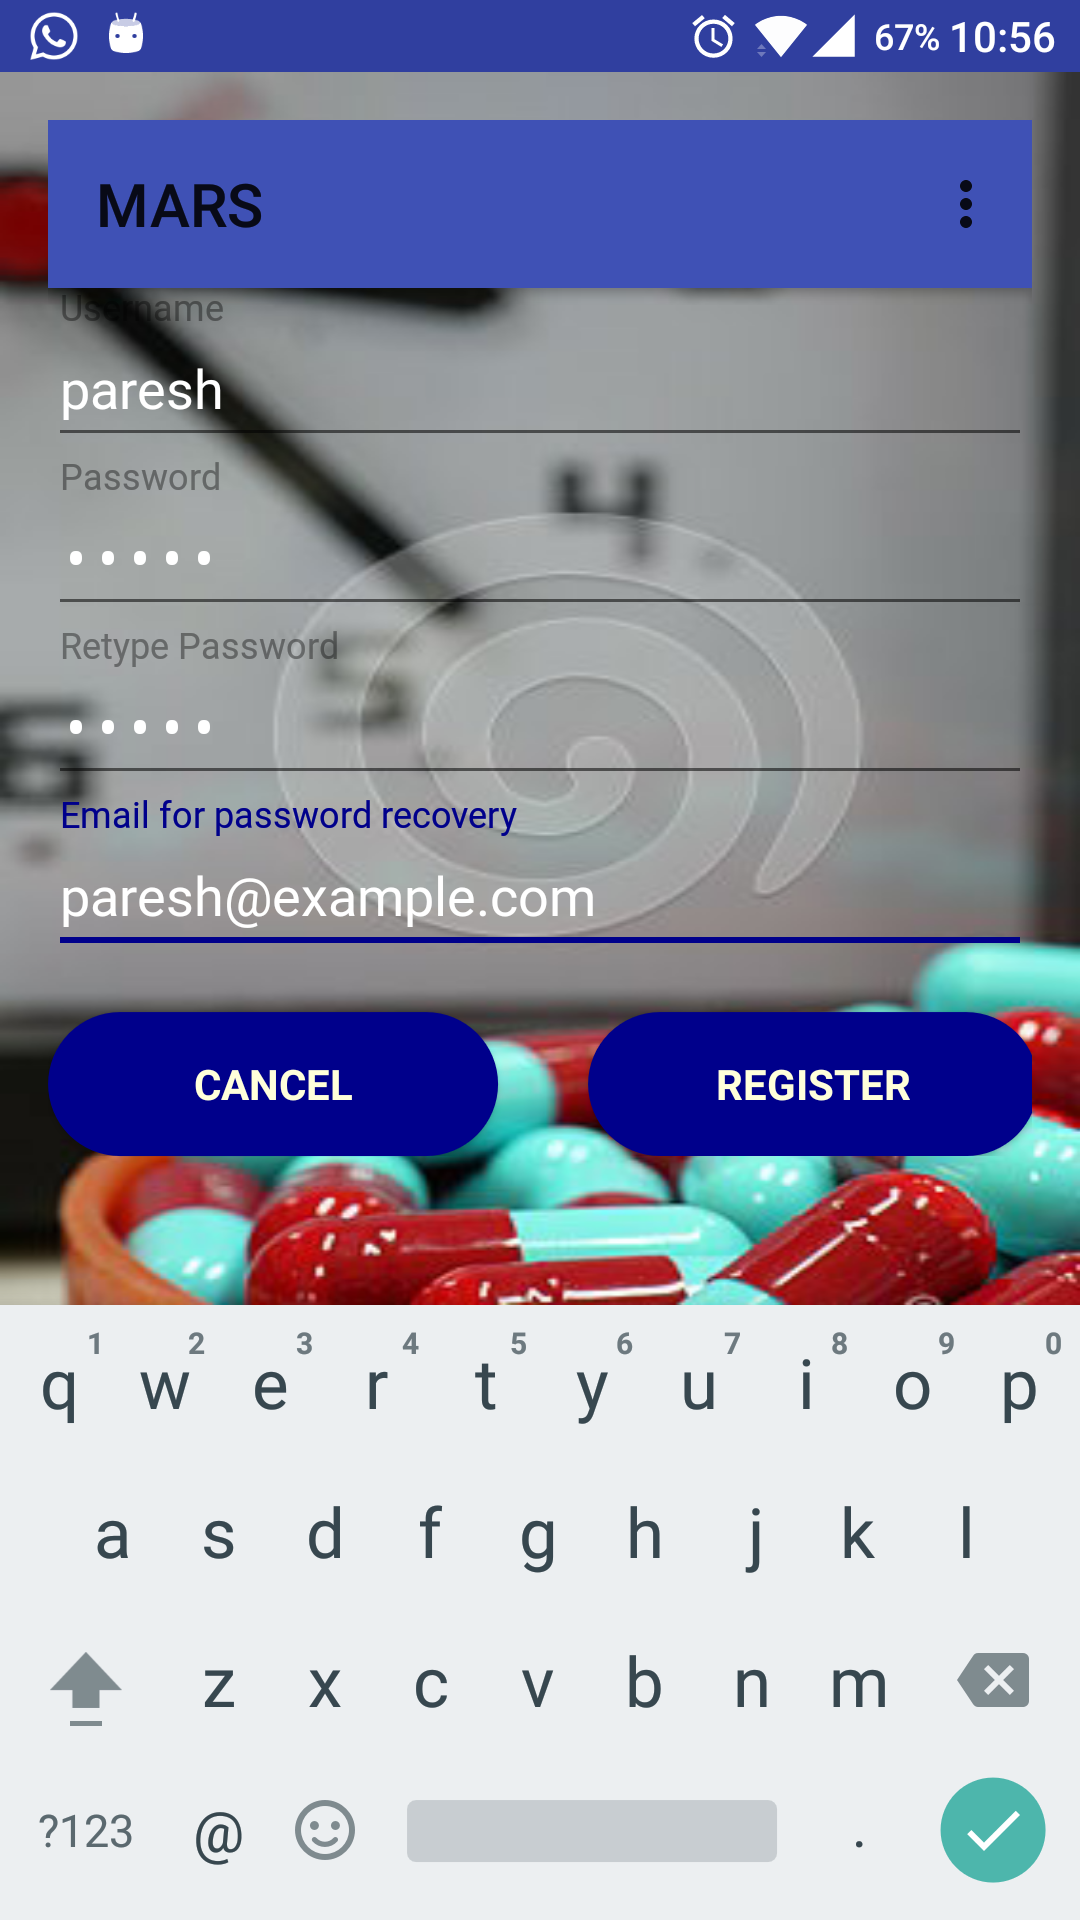 67% 10:56
MARS
Username
paresh
Password
•••••
Retype Password
•••••
Email for password recovery
paresh@example.com
CANCEL REGISTER
1 2 3 4 5 6 7 8 9 0
q w e r t y u i o p
a s d f g h j k l
z x c v b n m
?123 @ .